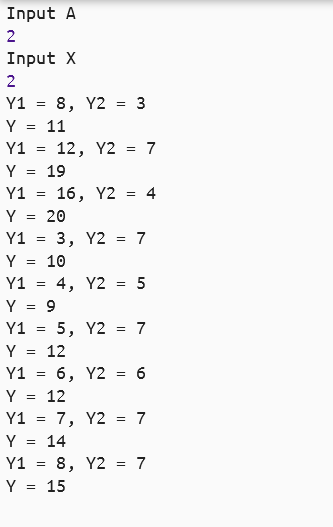 Input A
2
Input X
2
Y1 = 8, Y2 = 3
Y = 11
Y1 = 12, Y2 = 7
Y = 19
Y1 = 16, Y2 = 4
Y = 20
Y1 = 3, Y2 = 7
Y = 10
Y1 = 4, Y2 = 5
Y = 9
Y1 = 5, Y2 = 7
Y = 12
Y1 = 6, Y2 = 6
Y = 12
Y1 = 7, Y2 = 7
Y = 14
Y1 = 8, Y2 = 7
Y = 15